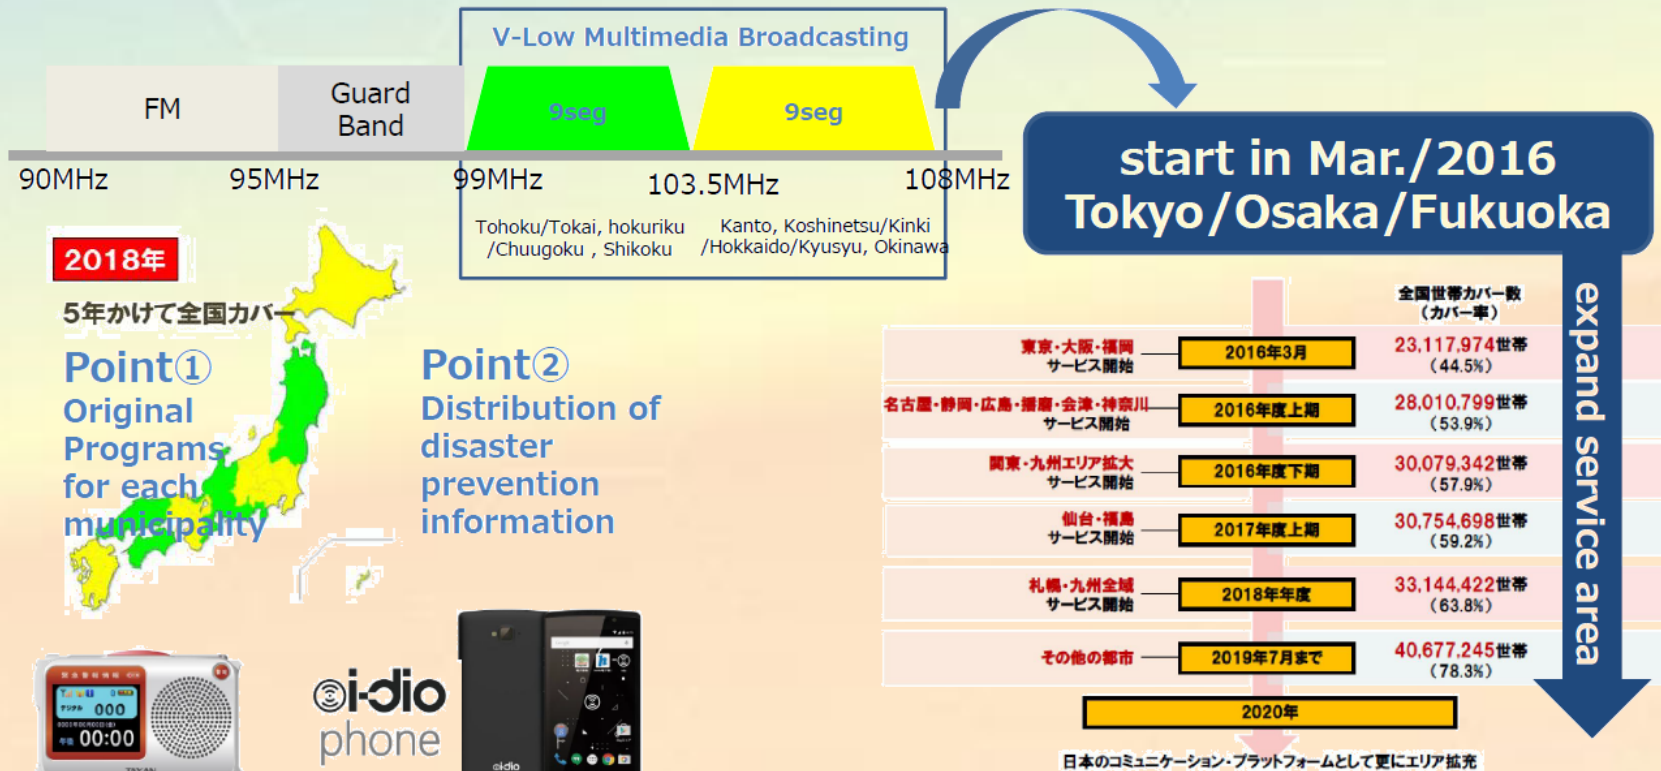 V-Low Multimedia Broadcasting
FM
Guard
Band
9seg
9seg
90MHz
95MHz
99MHz
103.5MHz
108MHz
Tohoku/Tokai, hokuriku
/Chuugoku , Shikoku
Kanto, Koshinetsu/Kinki
/Hokkaido/Kyusyu, Okinawa
start in Mar./2016
Tokyo/Osaka/Fukuoka
expand service area
2018年
5年かけて全国カバー
Point①
Original
Programs
for each
municipality
Point②
Distribution of
disaster
prevention
information
全国世帯カバー数
(カバー率)
東京・大阪・福岡
サービス開始
2016年3月
23,117,974世帯
(44.5%)
名古屋・静岡・広島・播磨・会津・神奈川
サービス開始
2016年度上期
28,010,799世帯
(53.9%)
関東・九州エリア拡大
サービス開始
2016年度下期
30,079,342世帯
(57.9%)
仙台・福島
サービス開始
2017年度上期
30,754,698世帯
(59.2%)
札幌・九州全域
サービス開始
2018年年度
33,144,422世帯
(63.8%)
その他の都市
2019年7月まで
40,677,245世帯
(78.3%)
2020年
日本のコミュニケーション・プラットフォームとして更にエリア拡充
デジタル 000
午後 00:00
i-dio
phone
i-dio